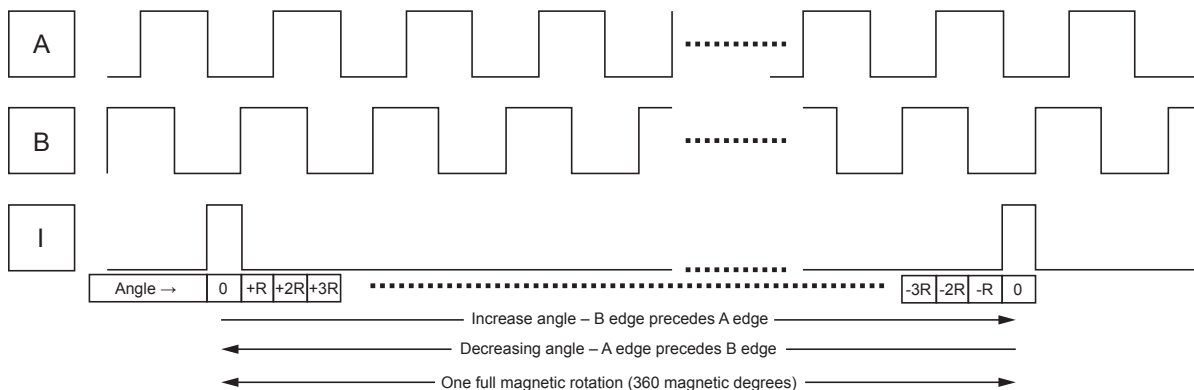 A
B
I
Angle → 0 +R +2R +3R -3R -2R -R 0
Increase angle – B edge precedes A edge
Decreasing angle – A edge precedes B edge
One full magnetic rotation (360 magnetic degrees)